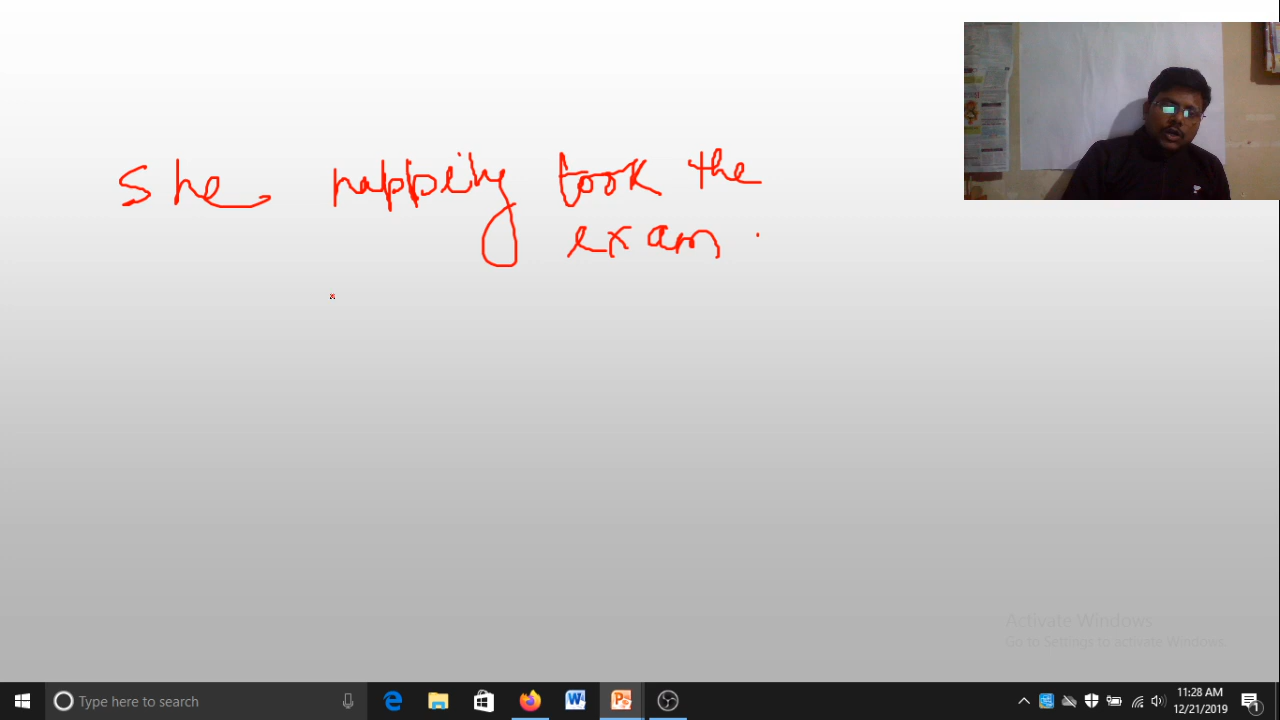 she happily took the
exam.
Activate Windows
Go to Settings to activate Windows.
Type here to search
11:28 AM
12/21/2019